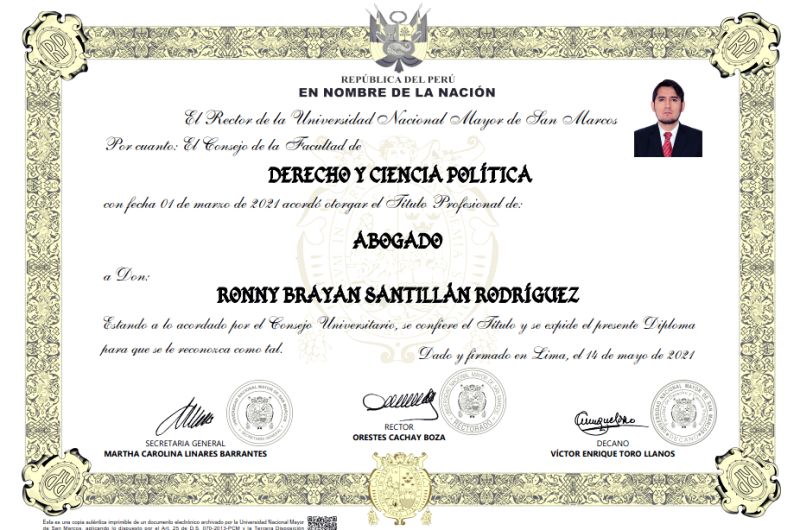 REPÚBLICA DEL PERÚ
EN NOMBRE DE LA NACIÓN
El Rector de la Universidad Nacional Mayor de San Marcos
Por cuanto: El Consejo de la Facultad de
DERECHO Y CIENCIA POLÍTICA
con fecha 01 de marzo de 2021 acordó otorgar el Título Profesional de:
ABOGADO
a Don:
RONNY BRAYAN SANTILLÁN RODRÍGUEZ
Estando a lo acordado por el Consejo Universitario, se confiere el Título y se expide el presente Diploma
para que se le reconozca como tal.
Dado y firmado en Lima, el 14 de mayo de 2021
SECRETARIA GENERAL
MARTHA CAROLINA LINARES BARRANTES
RECTOR
ORESTES CACHAY BOZA
DECANO
VÍCTOR ENRIQUE TORO LLANOS
RECTORADO
Esta es una copia auténtica imprimible de un documento electrónico archivado por la Universidad Nacional Mayor
de San Marcos, aplicando lo dispuesto por el Art. 25 de D.S. 070-2013-PCM y la Tercera Disposición